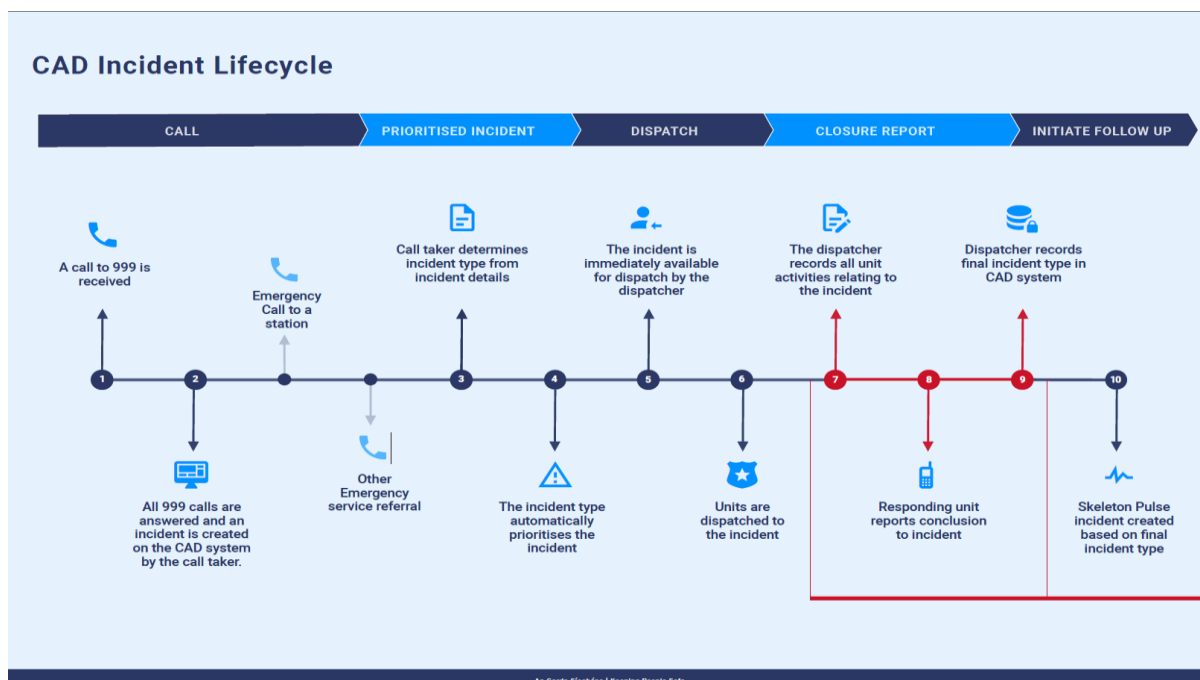 CAD Incident Lifecycle
CALL
PRIORITISED INCIDENT
DISPATCH
CLOSURE REPORT
INITIATE FOLLOW UP
A call to 999 is
received
Emergency
Call to a
station
Call taker determines
incident type from
incident details
The incident is
immediately available
for dispatch by the
dispatcher
The dispatcher
records all unit
activities relating to
the incident
Dispatcher records
final incident type in
CAD system
1
2
3
4
5
6
7
8
9
10
All 999 calls are
answered and an
incident is created
on the CAD system
by the call taker.
Other
Emergency
service referral
The incident type
automatically
prioritises the
incident
Units are
dispatched to
the incident
Responding unit
reports conclusion
to incident
Skeleton Pulse
incident created
based on final
incident type